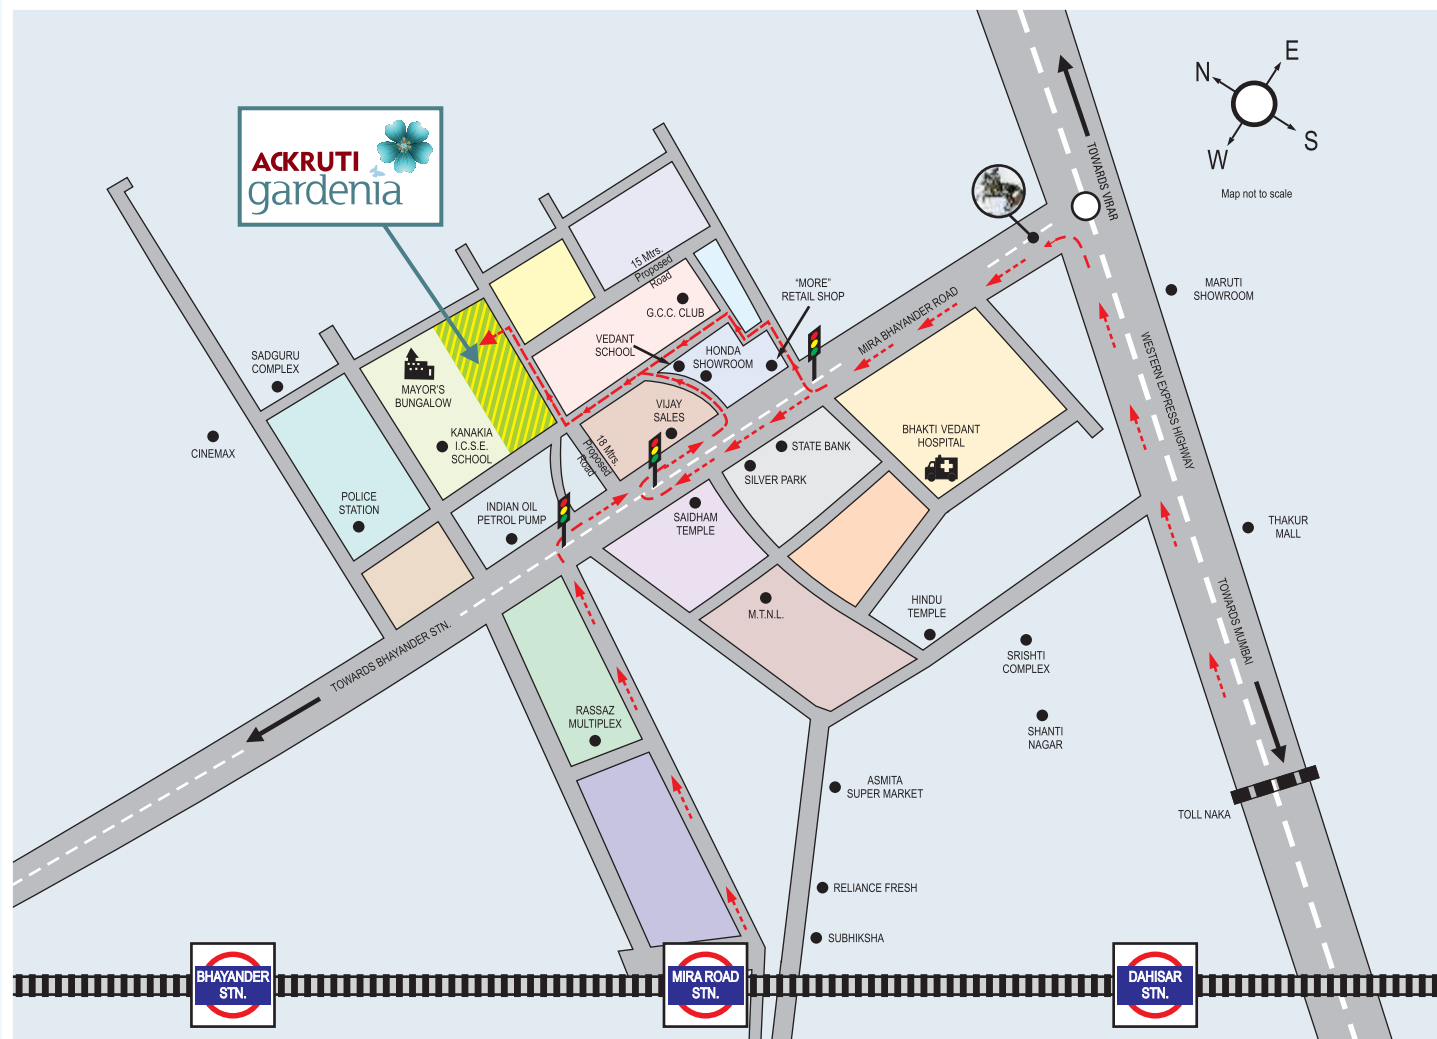 E
N
S
W
Map not to scale
ACKRUTI
gardenia
TOWARDS VIRAR
15 Mtrs.
Proposed
Road
G.C.C. CLUB
"MORE"
RETAIL SHOP
MARUTI
SHOWROOM
MIRA BHAYANDER ROAD
WESTERN EXPRESS HIGHWAY
VEDANT
SCHOOL
HONDA
SHOWROOM
SADGURU
COMPLEX
MAYOR'S
BUNGALOW
CINEMAX
KANAKIA
I.C.S.E.
SCHOOL
VIJAY
SALES
18 Mtrs.
Proposed
Road
STATE BANK
SILVER PARK
BHAKTI VEDANT
HOSPITAL
POLICE
STATION
INDIAN OIL
PETROL PUMP
SAIDHAM
TEMPLE
THAKUR
MALL
M.T.N.L.
HINDU
TEMPLE
TOWARDS MUMBAI
SRISHTI
COMPLEX
TOWARDS BHAYANDER STN.
RASSAZ
MULTIPLEX
SHANTI
NAGAR
ASMITA
SUPER MARKET
TOLL NAKA
RELIANCE FRESH
SUBHIKSHA
BHAYANDER
STN.
MIRA ROAD
STN.
DAHISAR
STN.